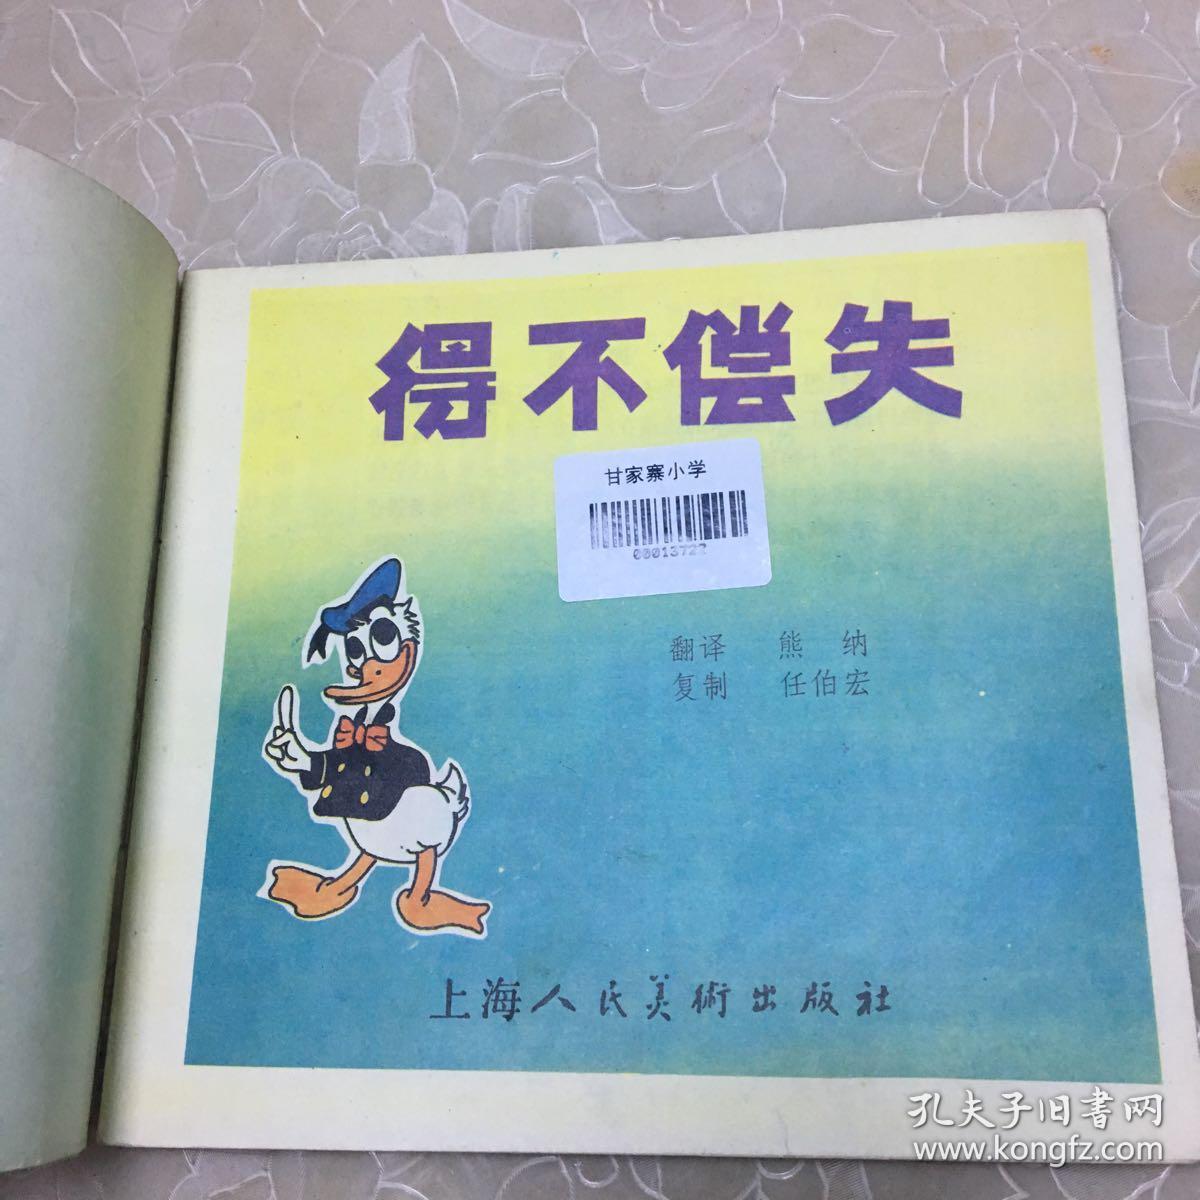 得不偿失
甘家寨小学
00013722
翻译 熊 纳
复制 任伯宏
上海人民美術出版社
孔夫子旧書网
www.kongfz.com